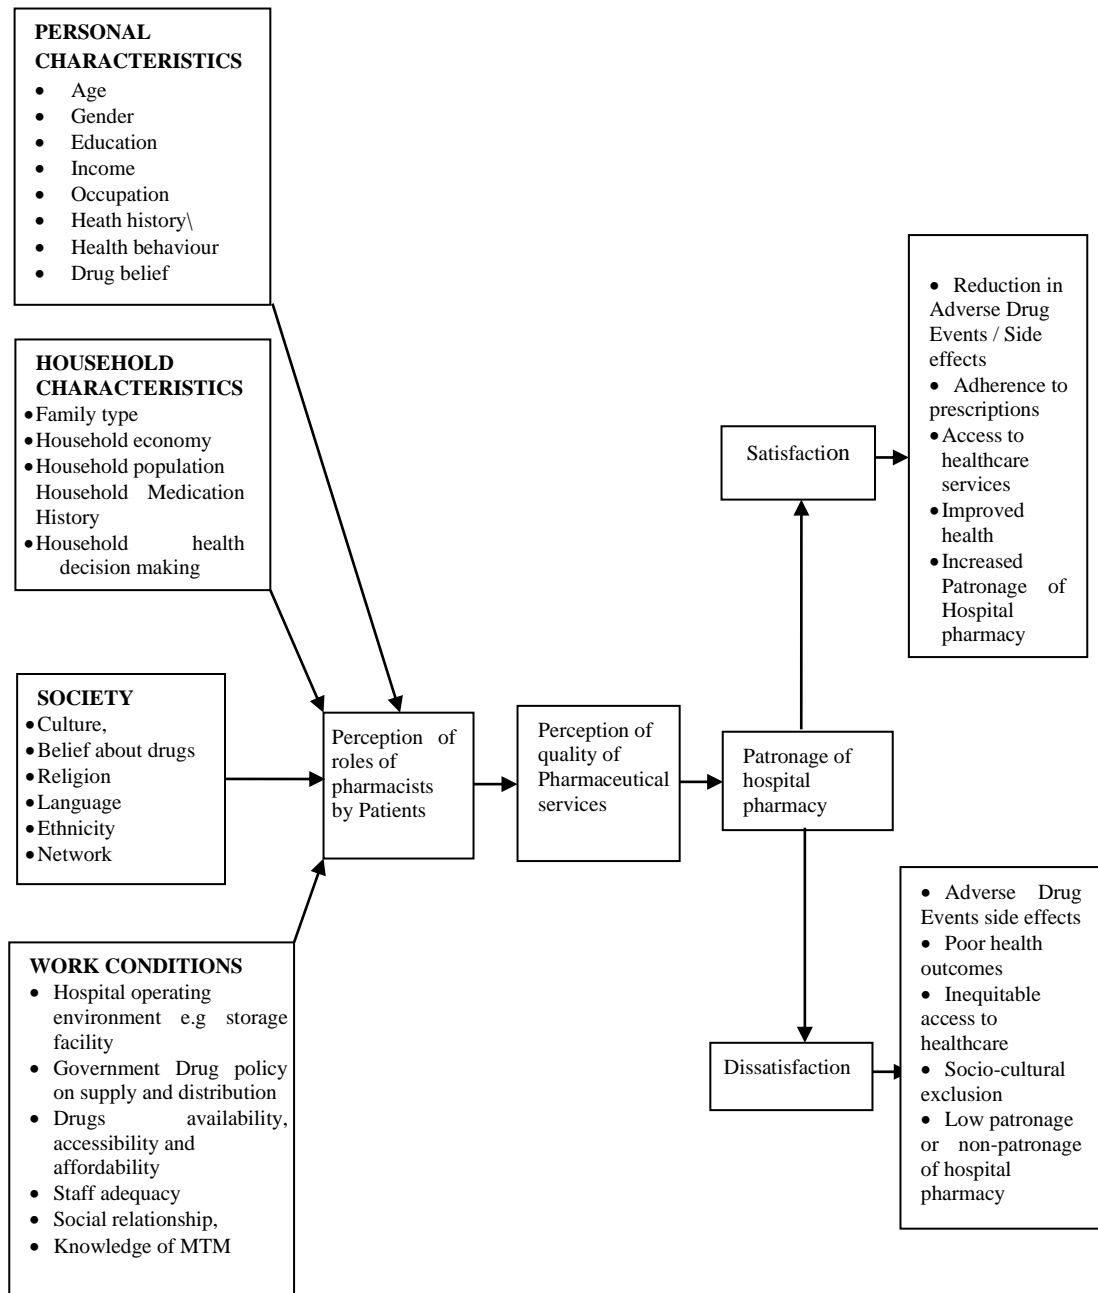 PERSONAL
CHARACTERISTICS
• Age
• Gender
• Education
• Income
• Occupation
• Heath history\
• Health behaviour
• Drug belief
HOUSEHOLD
CHARACTERISTICS
• Family type
• Household economy
• Household population
Household Medication
History
• Household health
decision making
SOCIETY
• Culture,
• Belief about drugs
• Religion
• Language
• Ethnicity
• Network
WORK CONDITIONS
• Hospital operating
environment e.g storage
facility
• Government Drug policy
on supply and distribution
• Drugs availability,
accessibility and
affordability
• Staff adequacy
• Social relationship,
• Knowledge of MTM
Perception of
roles of
pharmacists
by Patients
Perception of
quality of
Pharmaceutical
services
Patronage of
hospital
pharmacy
Satisfaction
• Reduction in
Adverse Drug
Events / Side
effects
• Adherence to
prescriptions
• Access to
healthcare
services
• Improved
health
• Increased
Patronage of
Hospital
pharmacy
Dissatisfaction
• Adverse Drug
Events side effects
• Poor health
outcomes
• Inequitable
access to
healthcare
• Socio-cultural
exclusion
• Low patronage
or non-patronage
of hospital
pharmacy